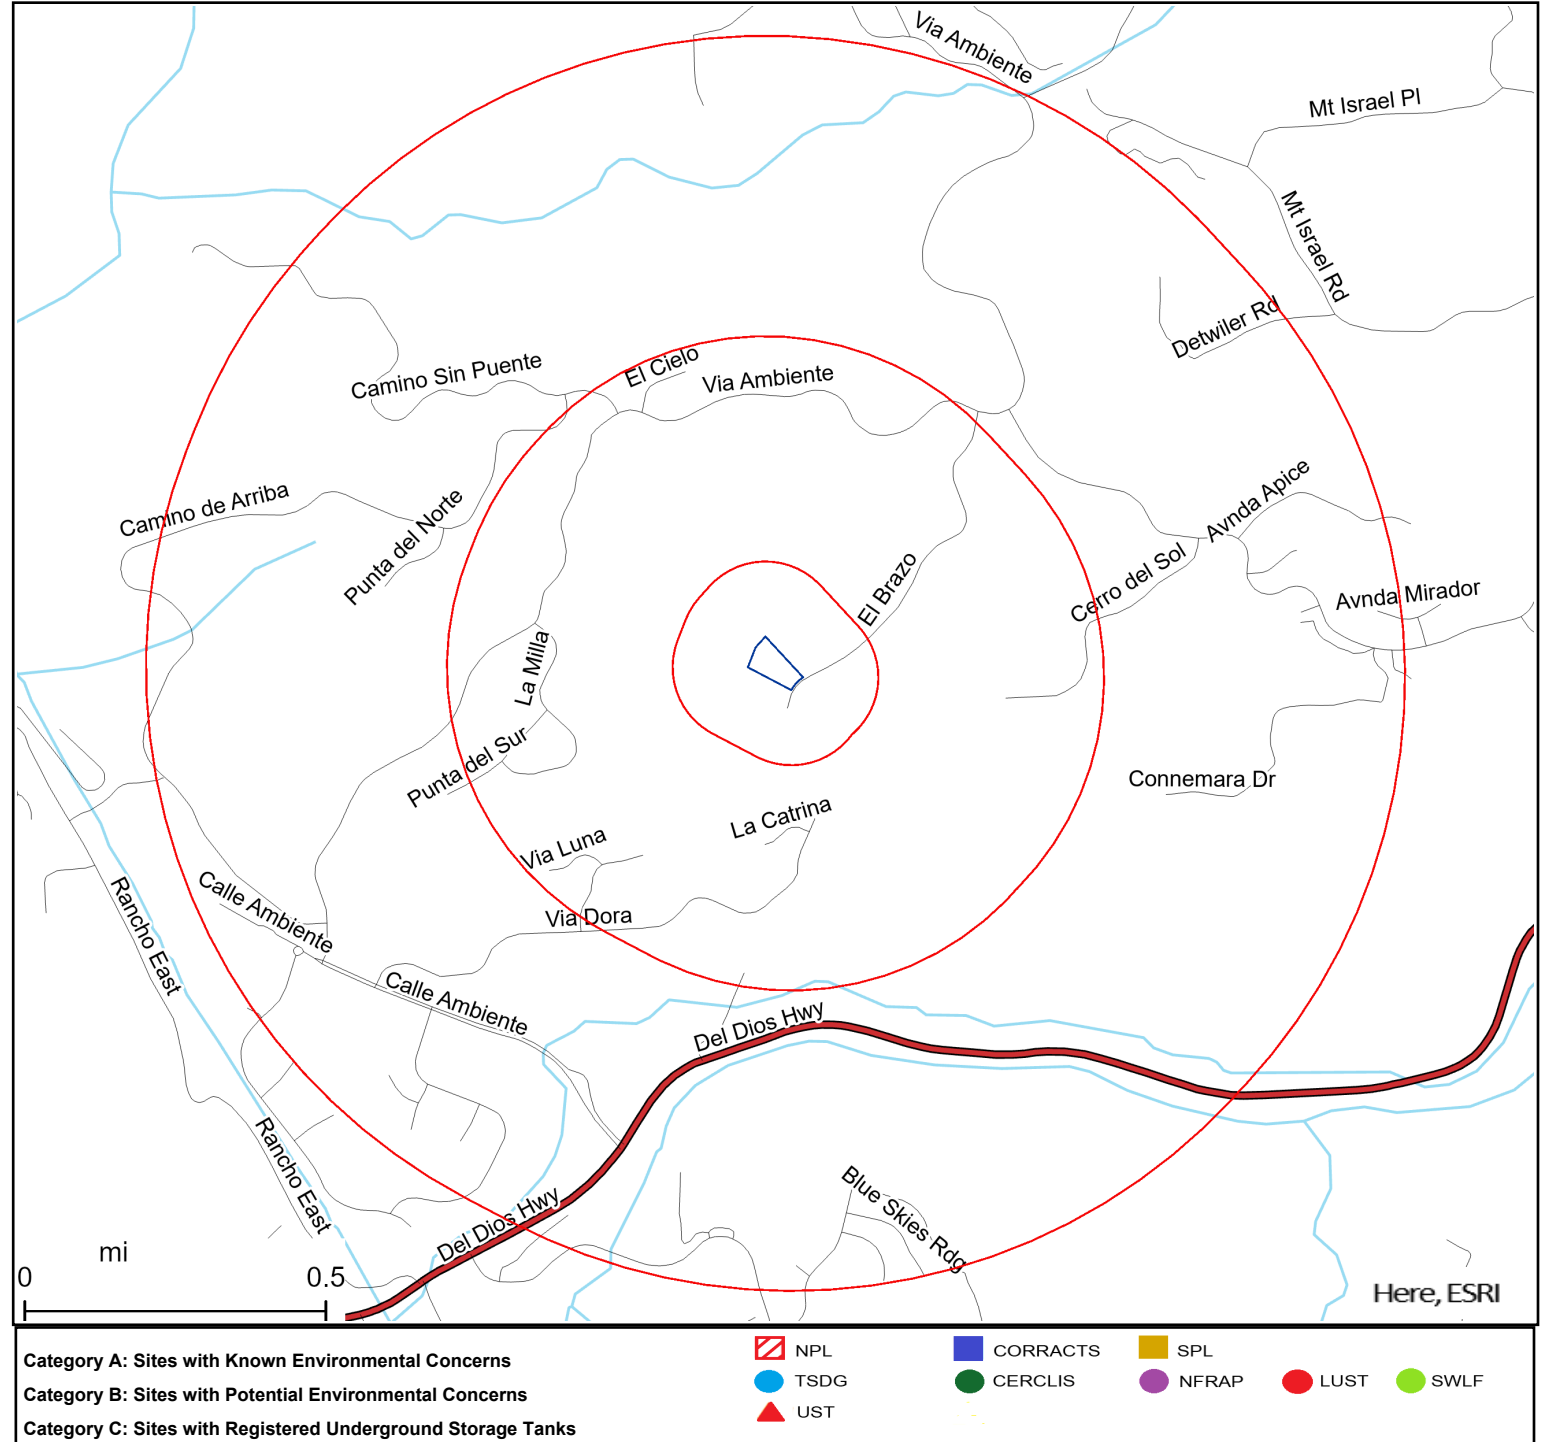 Via Ambiente
Mt Israel Pl
Mt Israel Rd
Detwiler Rd
El Cielo
Camino Sin Puente
Via Ambiente
Camino de Arriba
Punta del Norte
Avnda Apice
El Brazo
Cerro del Sol
Avnda Mirador
La Milla
Punta del Sur
Connemara Dr
La Catrina
Via Luna
Calle Ambiente
Via Dora
Rancho East
Calle Ambiente
Del Dios Hwy
Rancho East
Blue Skies Rdg
Del Dios Hwy
mi
0 0.5
Here, ESRI
Category A: Sites with Known Environmental Concerns
Category B: Sites with Potential Environmental Concerns
Category C: Sites with Registered Underground Storage Tanks
NPL CORRACTS SPL
TSDG CERCLIS NFRAP LUST SWLF
UST